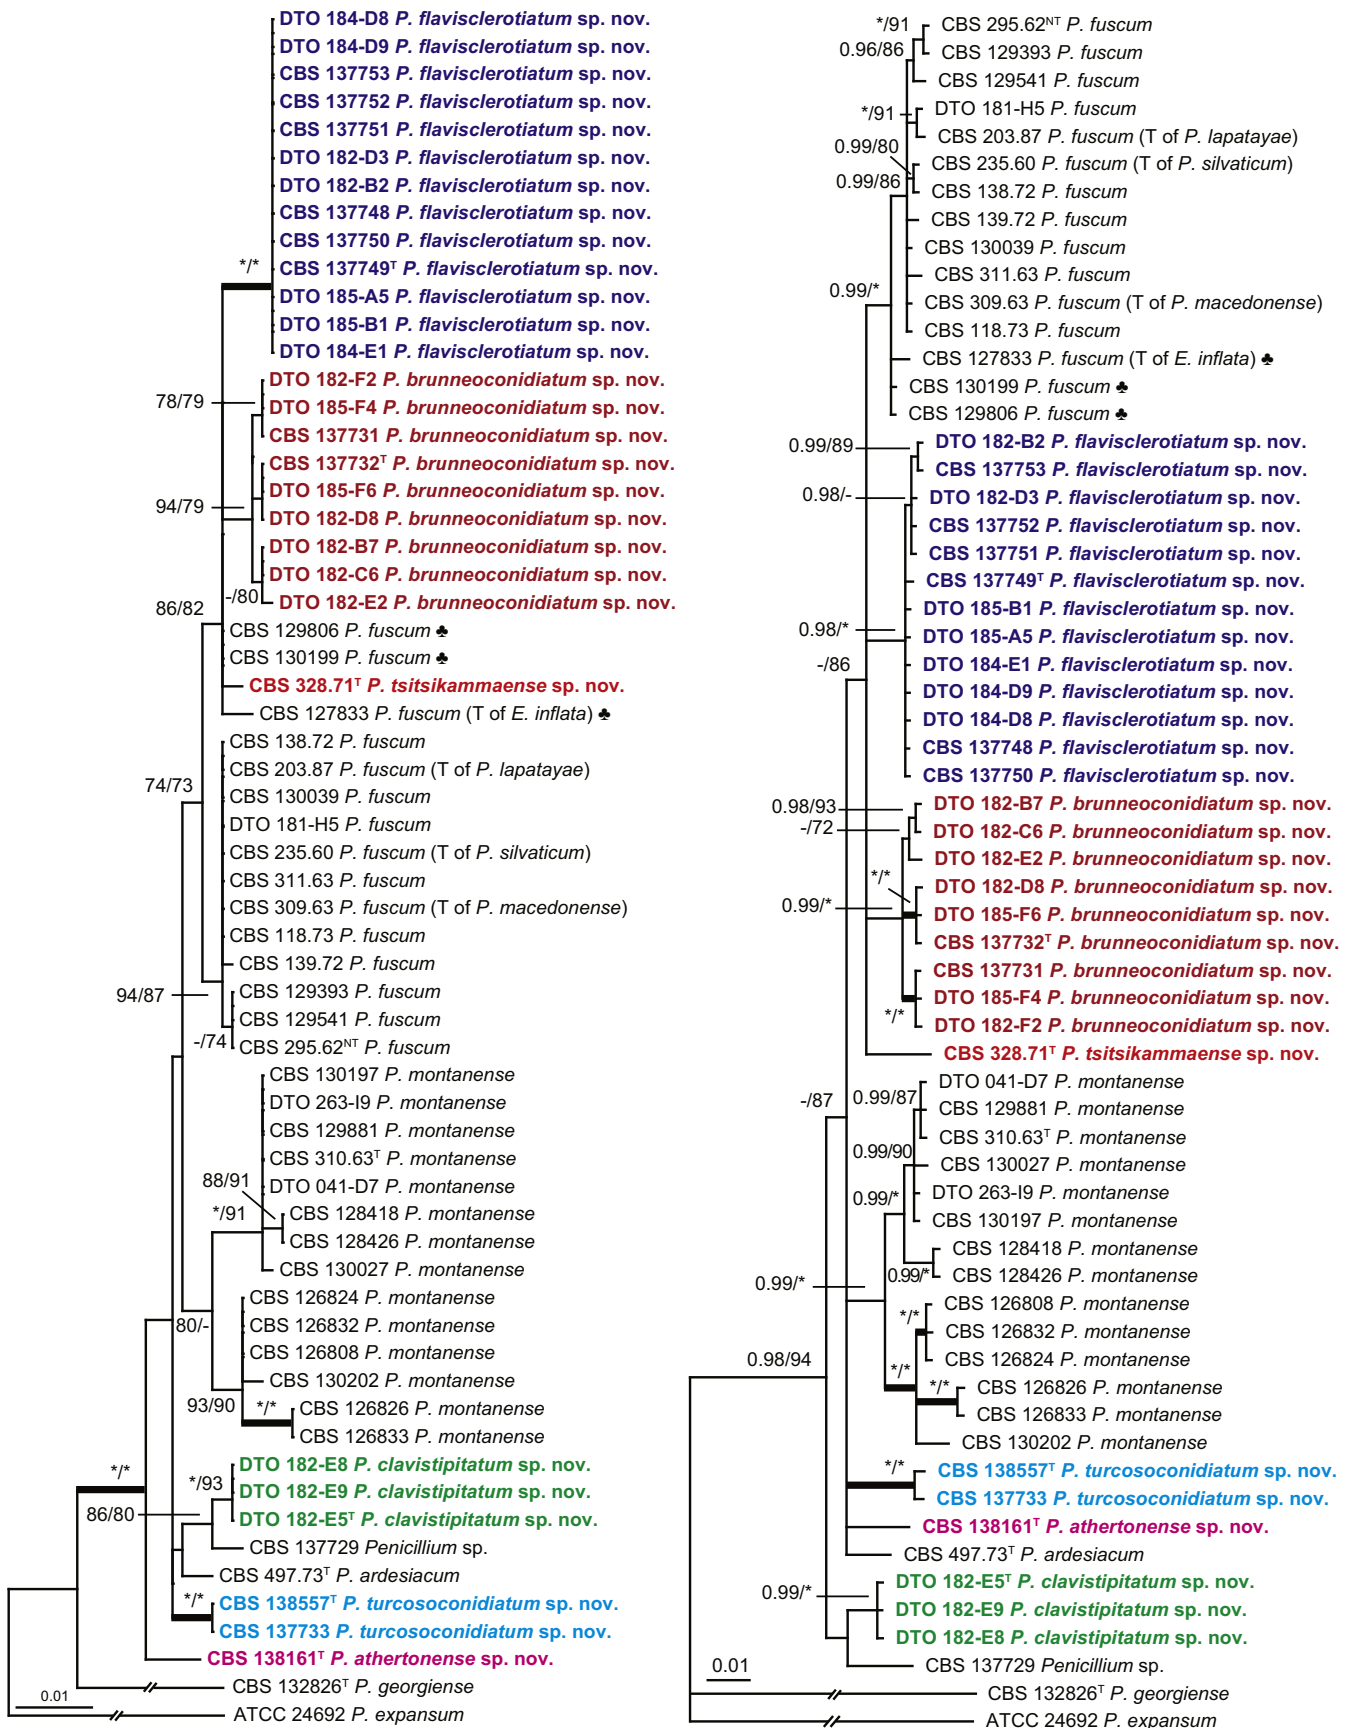 DTO 184-D8 P. flavisclerotiatum sp. nov.
DTO 184-D9 P. flavisclerotiatum sp. nov.
CBS 137753 P. flavisclerotiatum sp. nov.
CBS 137752 P. flavisclerotiatum sp. nov.
CBS 137751 P. flavisclerotiatum sp. nov.
DTO 182-D3 P. flavisclerotiatum sp. nov.
DTO 182-B2 P. flavisclerotiatum sp. nov.
CBS 137748 P. flavisclerotiatum sp. nov.
CBS 137750 P. flavisclerotiatum sp. nov.
*/*
CBS 137749T P. flavisclerotiatum sp. nov.
DTO 185-A5 P. flavisclerotiatum sp. nov.
DTO 185-B1 P. flavisclerotiatum sp. nov.
DTO 184-E1 P. flavisclerotiatum sp. nov.
DTO 182-F2 P. brunneoconidiatum sp. nov.
78/79
DTO 185-F4 P. brunneoconidiatum sp. nov.
CBS 137731 P. brunneoconidiatum sp. nov.
CBS 137732T P. brunneoconidiatum sp. nov.
DTO 185-F6 P. brunneoconidiatum sp. nov.
94/79
DTO 182-D8 P. brunneoconidiatum sp. nov.
DTO 182-B7 P. brunneoconidiatum sp. nov.
DTO 182-C6 P. brunneoconidiatum sp. nov.
-/80
DTO 182-E2 P. brunneoconidiatum sp. nov.
86/82
CBS 129806 P. fuscum ♣
CBS 130199 P. fuscum ♣
CBS 328.71T P. tsitsikammaense sp. nov.
CBS 127833 P. fuscum (T of E. inflata) ♣
CBS 138.72 P. fuscum
CBS 203.87 P. fuscum (T of P. lapatayae)
74/73
CBS 130039 P. fuscum
DTO 181-H5 P. fuscum
CBS 235.60 P. fuscum (T of P. silvaticum)
CBS 311.63 P. fuscum
CBS 309.63 P. fuscum (T of P. macedonense)
CBS 118.73 P. fuscum
CBS 139.72 P. fuscum
94/87
CBS 129393 P. fuscum
CBS 129541 P. fuscum
-/74
CBS 295.62NT P. fuscum
CBS 130197 P. montanense
DTO 263-I9 P. montanense
CBS 129881 P. montanense
CBS 310.63T P. montanense
88/91
DTO 041-D7 P. montanense
*/91
CBS 128418 P. montanense
CBS 128426 P. montanense
CBS 130027 P. montanense
CBS 126824 P. montanense
80/-
CBS 126832 P. montanense
CBS 126808 P. montanense
CBS 130202 P. montanense
93/90
*/*
CBS 126826 P. montanense
CBS 126833 P. montanense
*/*
DTO 182-E8 P. clavistipitatum sp. nov.
*/93
DTO 182-E9 P. clavistipitatum sp. nov.
86/80
DTO 182-E5T P. clavistipitatum sp. nov.
CBS 137729 Penicillium sp.
CBS 497.73T P. ardesiacum
*/*
CBS 138557T P. turcosoconidiatum sp. nov.
CBS 137733 P. turcosoconidiatum sp. nov.
CBS 138161T P. athertonense sp. nov.
CBS 132826T P. georgiense
0.01
ATCC 24692 P. expansum
*/91
CBS 295.62NT P. fuscum
0.96/86
CBS 129393 P. fuscum
CBS 129541 P. fuscum
*/91
DTO 181-H5 P. fuscum
CBS 203.87 P. fuscum (T of P. lapatayae)
0.99/80
CBS 235.60 P. fuscum (T of P. silvaticum)
0.99/86
CBS 138.72 P. fuscum
CBS 139.72 P. fuscum
CBS 130039 P. fuscum
CBS 311.63 P. fuscum
0.99/*
CBS 309.63 P. fuscum (T of P. macedonense)
CBS 118.73 P. fuscum
CBS 127833 P. fuscum (T of E. inflata) ♣
CBS 130199 P. fuscum ♣
CBS 129806 P. fuscum ♣
0.99/89
DTO 182-B2 P. flavisclerotiatum sp. nov.
CBS 137753 P. flavisclerotiatum sp. nov.
0.98/-
DTO 182-D3 P. flavisclerotiatum sp. nov.
CBS 137752 P. flavisclerotiatum sp. nov.
CBS 137751 P. flavisclerotiatum sp. nov.
CBS 137749T P. flavisclerotiatum sp. nov.
DTO 185-B1 P. flavisclerotiatum sp. nov.
0.98/*
DTO 185-A5 P. flavisclerotiatum sp. nov.
-/86
DTO 184-E1 P. flavisclerotiatum sp. nov.
DTO 184-D9 P. flavisclerotiatum sp. nov.
DTO 184-D8 P. flavisclerotiatum sp. nov.
CBS 137748 P. flavisclerotiatum sp. nov.
CBS 137750 P. flavisclerotiatum sp. nov.
0.98/93
DTO 182-B7 P. brunneoconidiatum sp. nov.
-/72
DTO 182-C6 P. brunneoconidiatum sp. nov.
DTO 182-E2 P. brunneoconidiatum sp. nov.
*/*
DTO 182-D8 P. brunneoconidiatum sp. nov.
0.99/*
DTO 185-F6 P. brunneoconidiatum sp. nov.
CBS 137732T P. brunneoconidiatum sp. nov.
CBS 137731 P. brunneoconidiatum sp. nov.
DTO 185-F4 P. brunneoconidiatum sp. nov.
*/*
DTO 182-F2 P. brunneoconidiatum sp. nov.
CBS 328.71T P. tsitsikammaense sp. nov.
DTO 041-D7 P. montanense
-/87
0.99/87
CBS 129881 P. montanense
CBS 310.63T P. montanense
0.99/90
CBS 130027 P. montanense
0.99/*
DTO 263-I9 P. montanense
CBS 130197 P. montanense
CBS 128418 P. montanense
0.99/*
0.99/*
CBS 128426 P. montanense
CBS 126808 P. montanense
*/*
CBS 126832 P. montanense
0.98/94
CBS 126824 P. montanense
*/*
*/*
CBS 126826 P. montanense
CBS 126833 P. montanense
CBS 130202 P. montanense
*/*
CBS 138557T P. turcosoconidiatum sp. nov.
CBS 137733 P. turcosoconidiatum sp. nov.
CBS 138161T P. athertonense sp. nov.
CBS 497.73T P. ardesiacum
0.99/*
DTO 182-E5T P. clavistipitatum sp. nov.
DTO 182-E9 P. clavistipitatum sp. nov.
DTO 182-E8 P. clavistipitatum sp. nov.
0.01
CBS 137729 Penicillium sp.
CBS 132826T P. georgiense
ATCC 24692 P. expansum